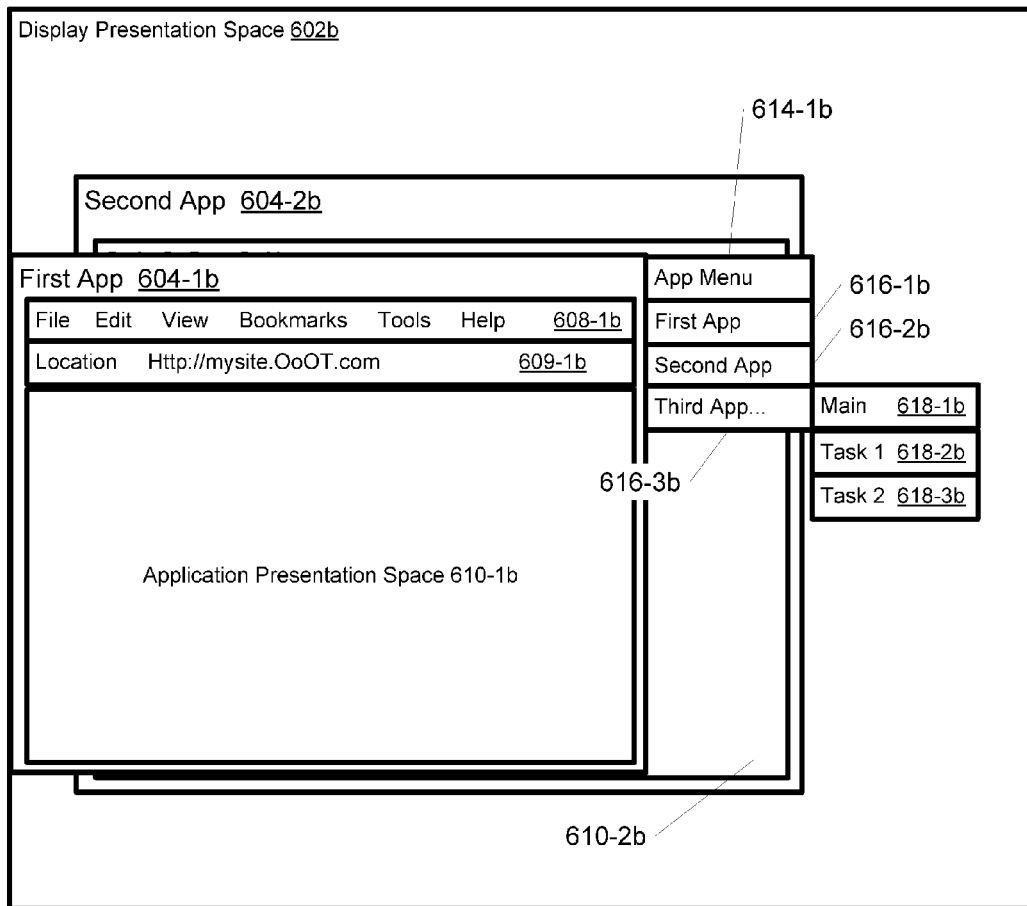 Display Presentation Space 602b
614-1b
Second App 604-2b
First App 604-1b
App Menu
616-1b
File Edit View Bookmarks Tools Help 608-1b
First App
616-2b
Location Http://mysite.OoOT.com 609-1b
Second App
Third App...
Main 618-1b
Task 1 618-2b
616-3b
Task 2 618-3b
Application Presentation Space 610-1b
610-2b